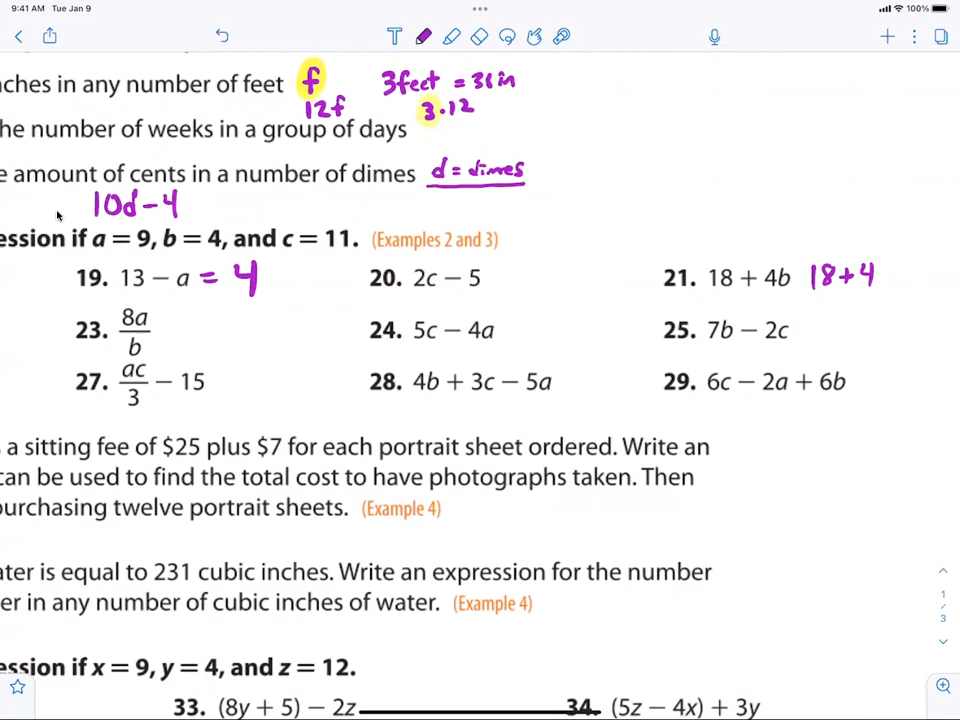 9:41 AM Tue Jan 9
100%
nches in any number of feet f 3feet = 36in
12f 3.12
he number of weeks in a group of days
e amount of cents in a number of dimes d = dimes
10d-4
ession if a = 9, b = 4, and c = 11. (Examples 2 and 3)
19. 13 − a = 4 20. 2c − 5 21. 18 + 4b 18+4
23. 8a/b 24. 5c − 4a 25. 7b − 2c
27. ac/3 − 15 28. 4b + 3c − 5a 29. 6c − 2a + 6b
s a sitting fee of $25 plus $7 for each portrait sheet ordered. Write an
can be used to find the total cost to have photographs taken. Then
purchasing twelve portrait sheets. (Example 4)
ater is equal to 231 cubic inches. Write an expression for the number
er in any number of cubic inches of water. (Example 4)
1
/
3
ession if x = 9, y = 4, and z = 12.
33. (8y + 5) − 2z 34. (5z − 4x) + 3y